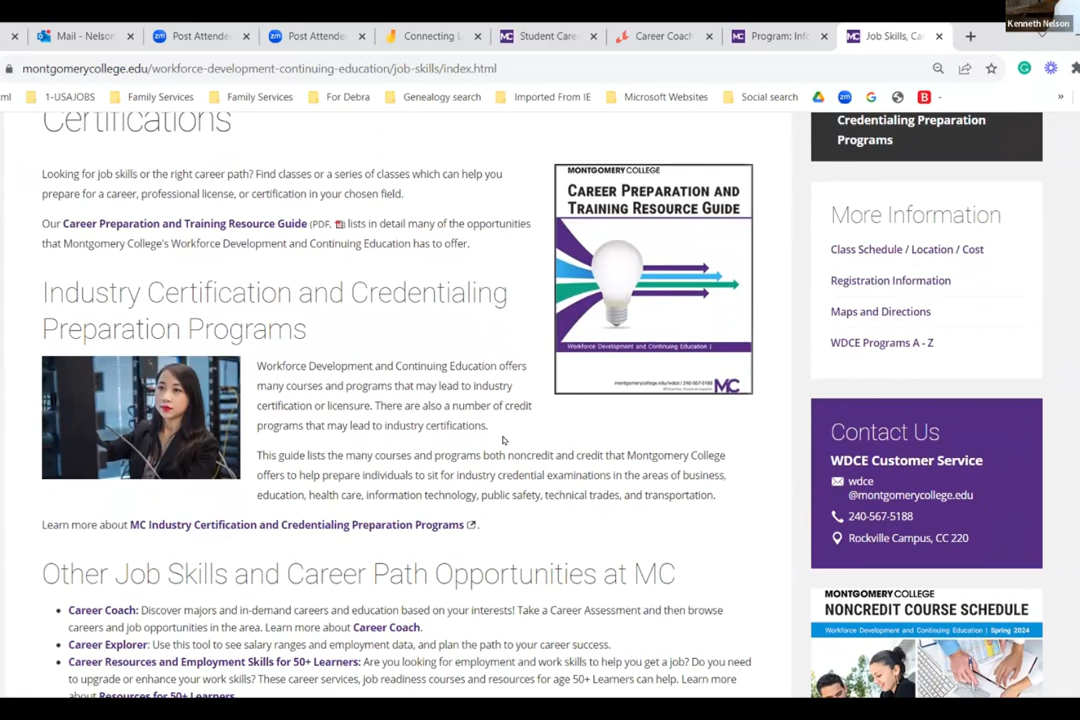 Kenneth Nelson
Mail - Nelson
Post Attende
Post Attende
Connecting L
Student Care
Career Coach
Program: Info
Job Skills, Ca
montgomerycollege.edu/workforce-development-continuing-education/job-skills/index.html
1-USAJOBS
Family Services
Family Services
For Debra
Genealogy search
Imported From IE
Microsoft Websites
Social search
Certifications
Looking for job skills or the right career path? Find classes or a series of classes which can help you
prepare for a career, professional license, or certification in your chosen field.
Our Career Preparation and Training Resource Guide (PDF, lists in detail many of the opportunities
that Montgomery College's Workforce Development and Continuing Education has to offer.
MONTGOMERY COLLEGE
CAREER PREPARATION AND
TRAINING RESOURCE GUIDE
Workforce Development and Continuing Education |
montgomerycollege.edu/wdce | 240-567-5188
MC
Industry Certification and Credentialing
Preparation Programs
Workforce Development and Continuing Education offers
many courses and programs that may lead to industry
certification or licensure. There are also a number of credit
programs that may lead to industry certifications.
This guide lists the many courses and programs both noncredit and credit that Montgomery College
offers to help prepare individuals to sit for industry credential examinations in the areas of business,
education, health care, information technology, public safety, technical trades, and transportation.
Learn more about MC Industry Certification and Credentialing Preparation Programs.
Other Job Skills and Career Path Opportunities at MC
Career Coach: Discover majors and in-demand careers and education based on your interests! Take a Career Assessment and then browse
careers and job opportunities in the area. Learn more about Career Coach.
Career Explorer: Use this tool to see salary ranges and employment data, and plan the path to your career success.
Career Resources and Employment Skills for 50+ Learners: Are you looking for employment and work skills to help you get a job? Do you need
to upgrade or enhance your work skills? These career services, job readiness courses and resources for age 50+ Learners can help. Learn more
about Resources for 50+ Learners.
Credentialing Preparation
Programs
More Information
Class Schedule / Location / Cost
Registration Information
Maps and Directions
WDCE Programs A - Z
Contact Us
WDCE Customer Service
wdce
@montgomerycollege.edu
240-567-5188
Rockville Campus, CC 220
MONTGOMERY COLLEGE
NONCREDIT COURSE SCHEDULE
Workforce Development and Continuing Education | Spring 2024